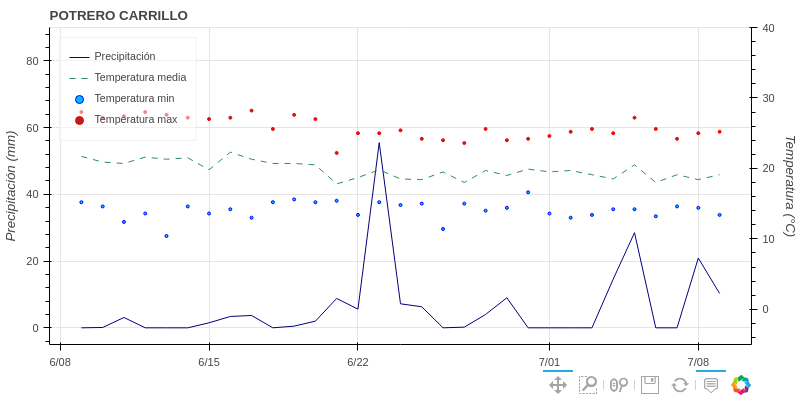 POTRERO CARRILLO
Precipitación
Temperatura media
Temperatura min
Temperatura max
Precipitación (mm)
80
60
40
20
0
Temperatura (°C)
40
30
20
10
0
6/08
6/15
6/22
7/01
7/08